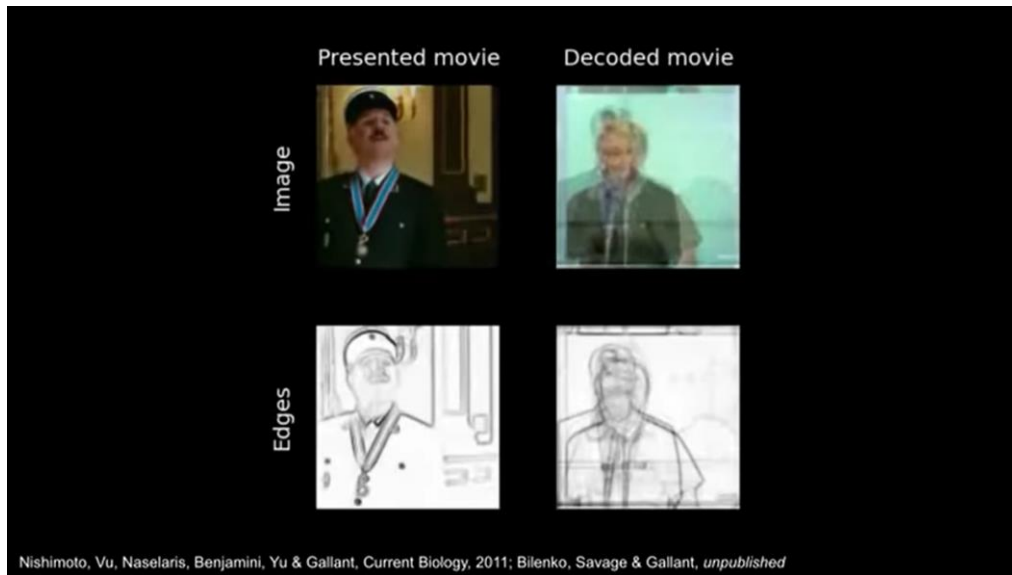 Presented movie
Decoded movie
Image
Edges
Nishimoto, Vu, Naselaris, Benjamini, Yu & Gallant, Current Biology, 2011; Bilenko, Savage & Gallant, unpublished